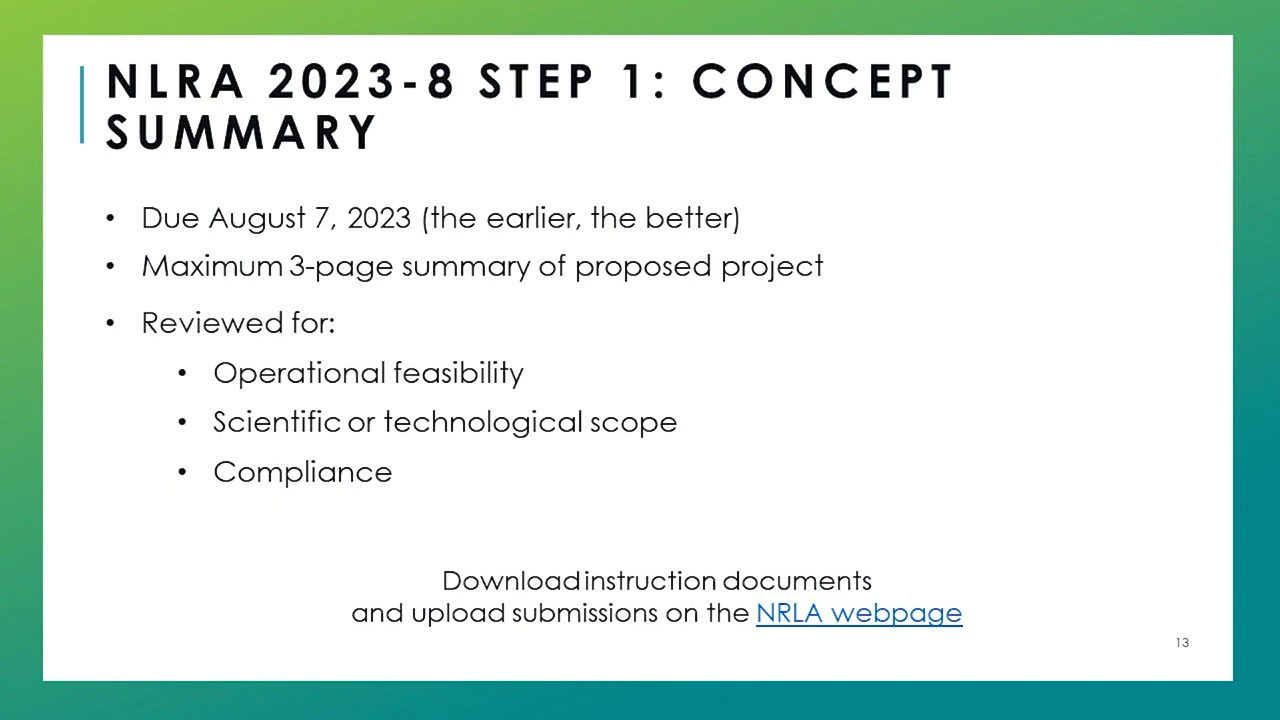 NLRA 2023-8 STEP 1: CONCEPT
SUMMARY
• Due August 7, 2023 (the earlier, the better)
• Maximum 3-page summary of proposed project
• Reviewed for:
• Operational feasibility
• Scientific or technological scope
• Compliance
Download instruction documents
and upload submissions on the NRLA webpage
13